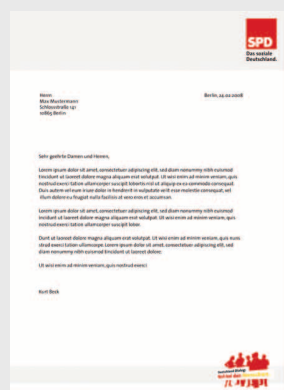 SPD
Das soziale
Deutschland.
Herrn
Max Mustermann
Berlin, 24.02.2008
Schlossstraße 191
10865 Berlin
Sehr geehrte Damen und Herren,
Lorem ipsum dolor sit amet, consectetuer adipiscing elit, sed diam nonummy nibh euismod
tincidunt ut laoreet dolore magna aliquam erat volutpat. Ut wisi enim ad minim veniam, quis
nostrud exerci tation ullamcorper suscipit lobortis nisl ut aliquip ex ea commodo consequat.
Duis autem vel eum iriure dolor in hendrerit in vulputate velit esse molestie consequat, vel
illum dolore eu feugiat nulla facilisis at vero eros et accumsan.
Lorem ipsum dolor sit amet, consectetuer adipiscing elit, sed diam nonummy nibh euismod
tincidunt ut laoreet dolore magna aliquam erat volutpat. Ut wisi enim ad minim veniam, quis
nostrud exerci tation ullamcorper suscipit lobor.
Dunt ut laoreet dolore magna aliquam erat volutpat. Ut wisi enim ad minim veniam, quis nos-
strud exerci tation ullamcorpe. Lorem ipsum dolor sit amet, consectetuer adipiscing elit, sed
diam nonummy nibh euismod tincidunt ut laoreet dolore.
Ut wisi enim ad minim veniam, quis nostrud exerci
Kurt Beck